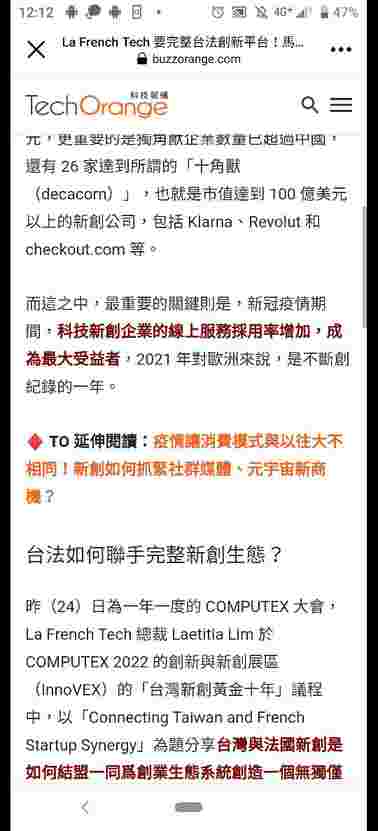 12:12
4G+
47%
La French Tech 要完整台法創新平台！馬...
buzzorange.com
TechOrange
科技報橘
元，更重要的是獨角獸企業數量已超過中國，
還有 26 家達到所謂的「十角獸
（decacorn）」，也就是市值達到 100 億美元
以上的新創公司，包括 Klarna、Revolut 和
checkout.com 等。
而這之中，最重要的關鍵則是，新冠疫情期
間，科技新創企業的線上服務採用率增加，成
為最大受益者，2021 年對歐洲來說，是不斷創
紀錄的一年。
TO 延伸閱讀：疫情讓消費模式與以往大不
相同！新創如何抓緊社群媒體、元宇宙新商
機？
台法如何聯手完整新創生態？
昨（24）日為一年一度的 COMPUTEX 大會，
La French Tech 總裁 Laetitia Lim 於
COMPUTEX 2022 的創新與新創展區
（InnoVEX）的「台灣新創黃金十年」議程
中，以「Connecting Taiwan and French
Startup Synergy」為題分享台灣與法國新創是
如何結盟一同爲創業生態系統創造一個無獨僅